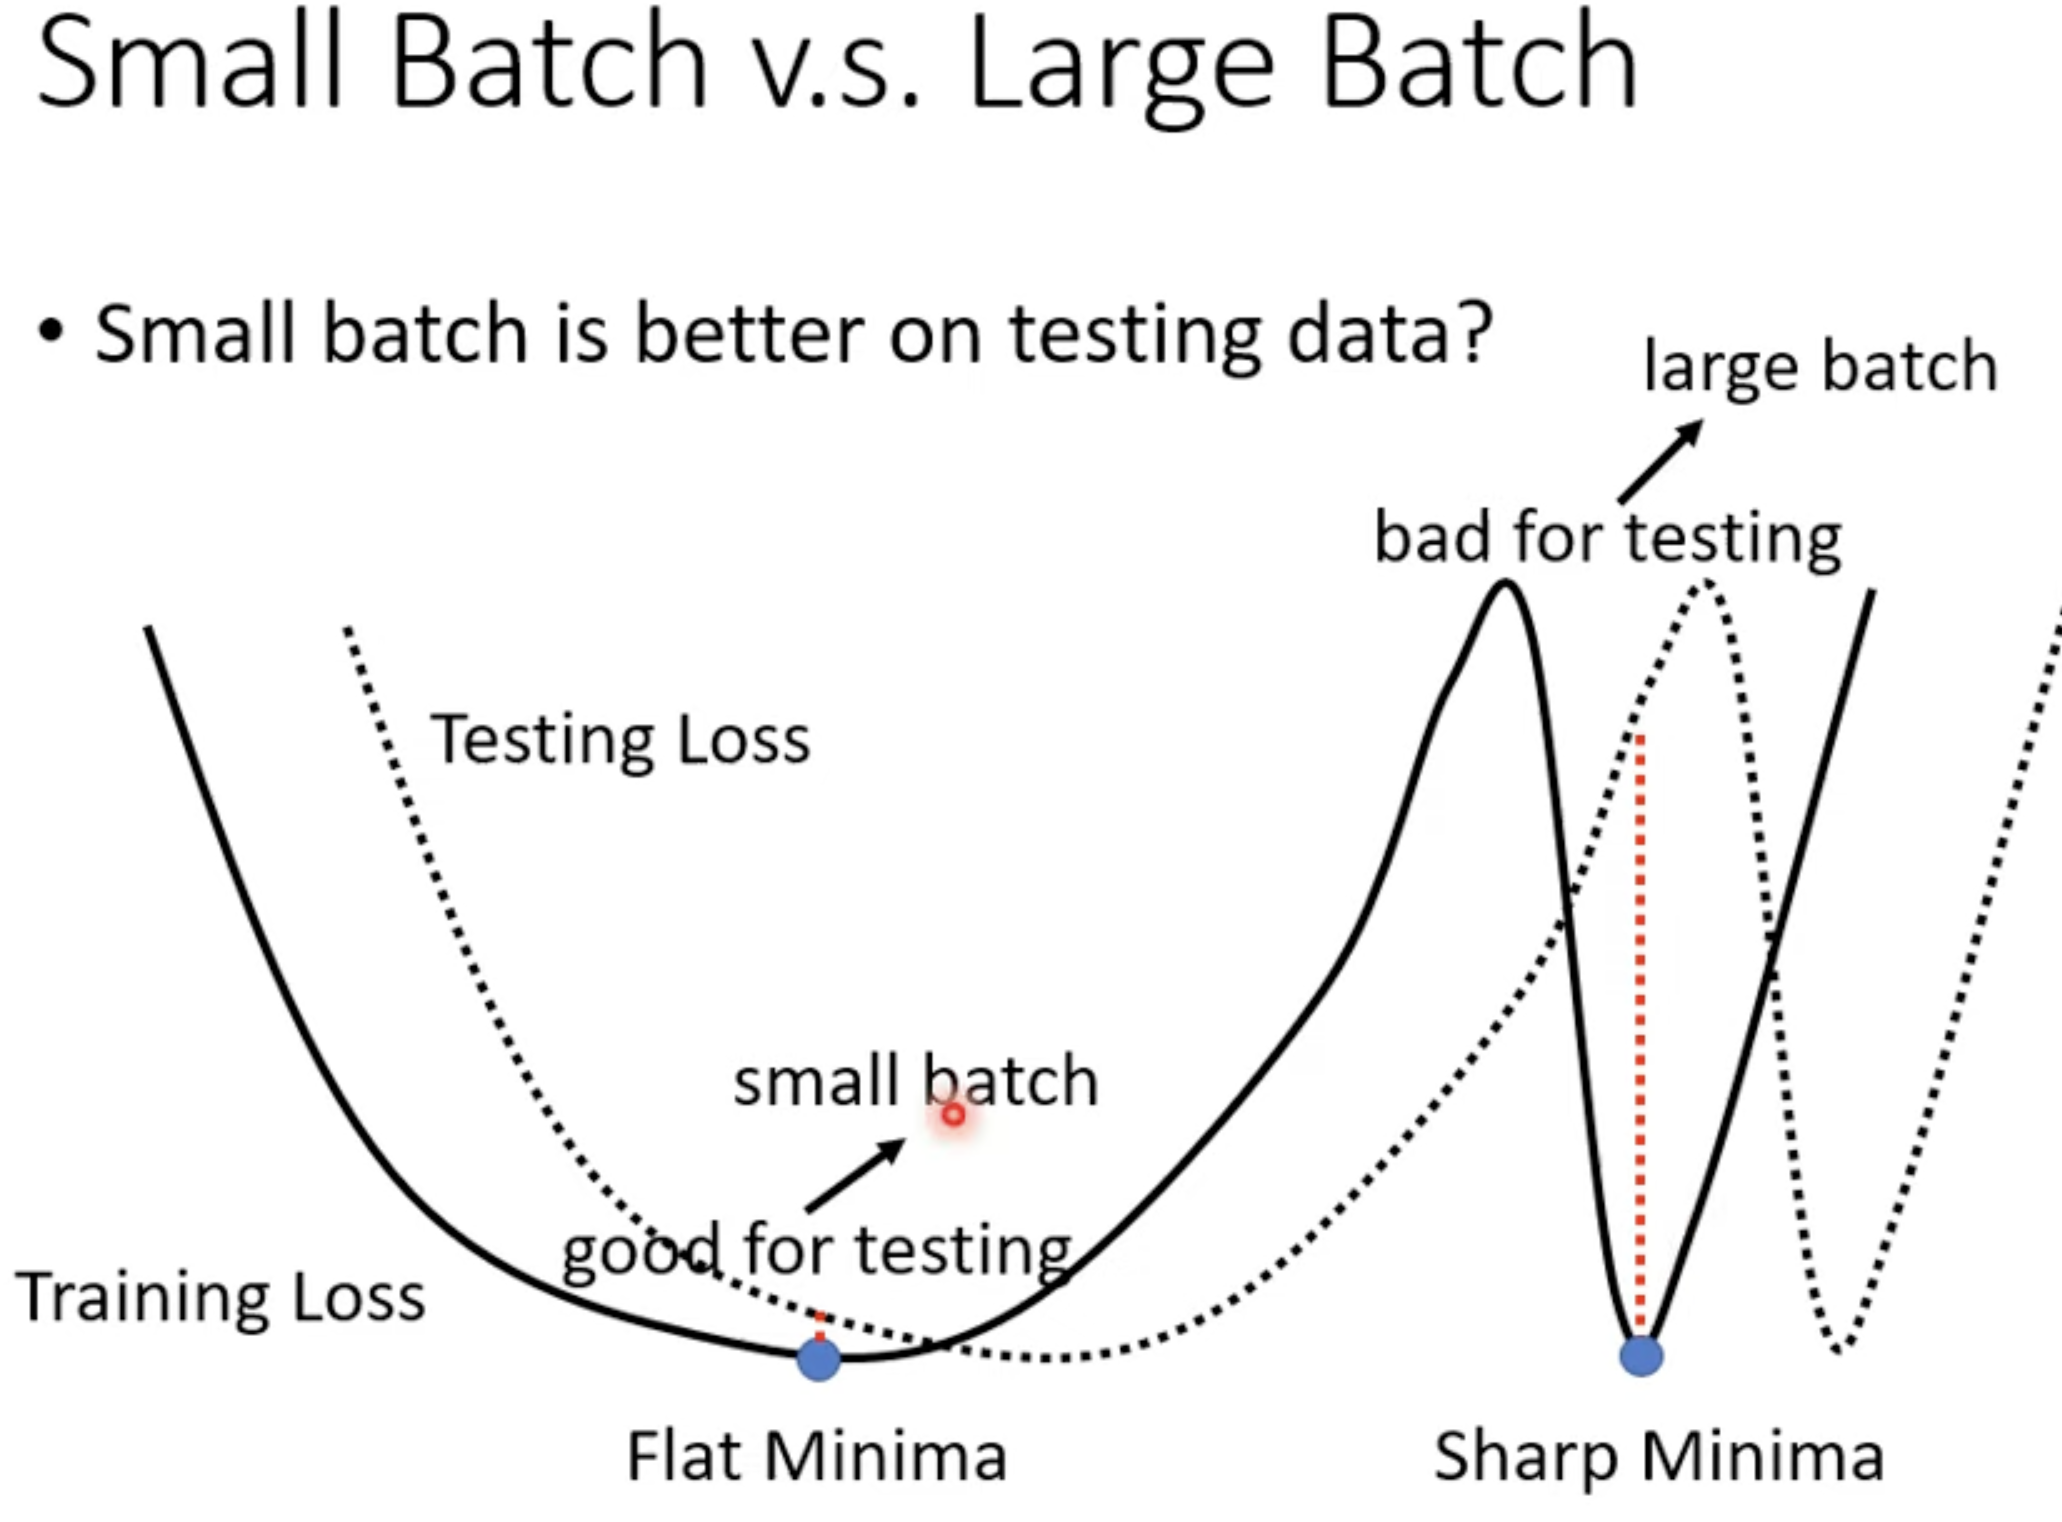 Small Batch v.s. Large Batch
• Small batch is better on testing data?
large batch
bad for testing
Testing Loss
small batch
good for testing
Training Loss
Flat Minima
Sharp Minima